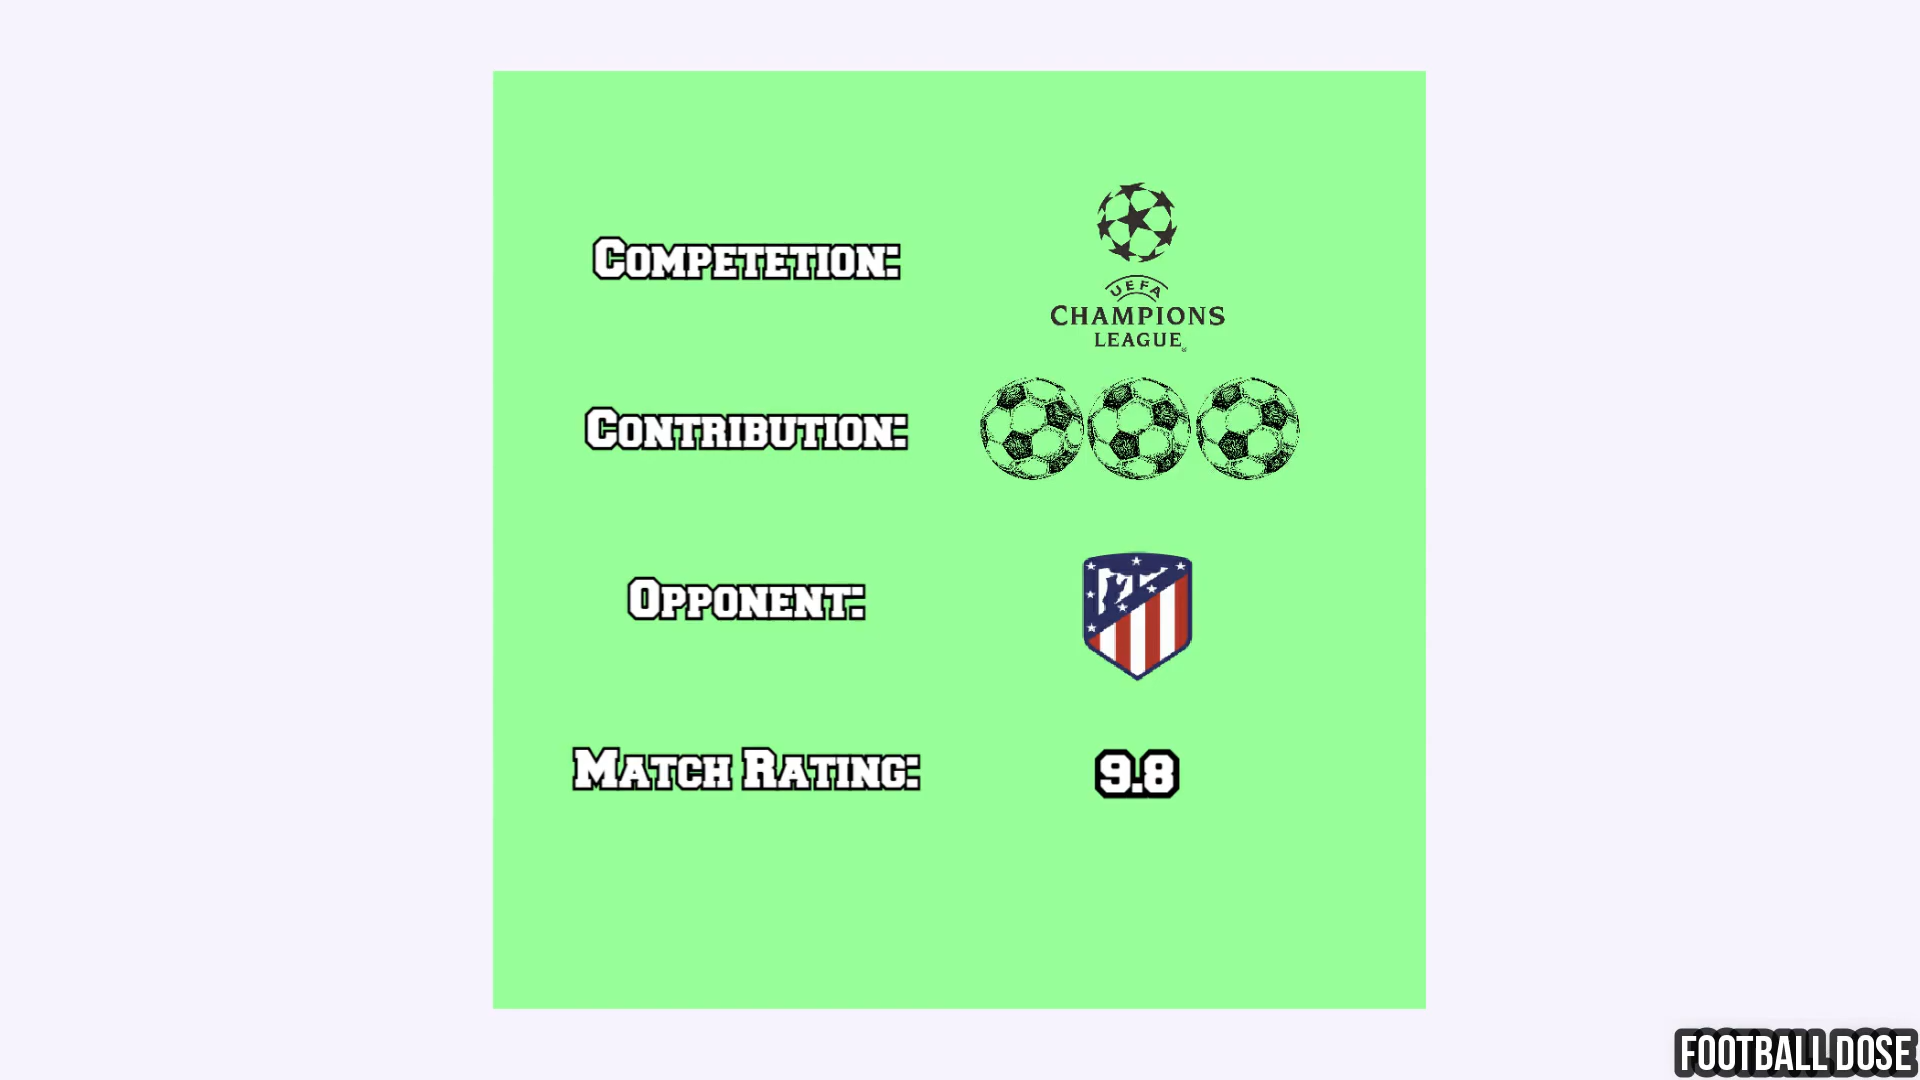 COMPETETION:
UEFA
CHAMPIONS
LEAGUE
CONTRIBUTION:
OPPONENT:
MATCH RATING: 9.8
FOOTBALL DOSE